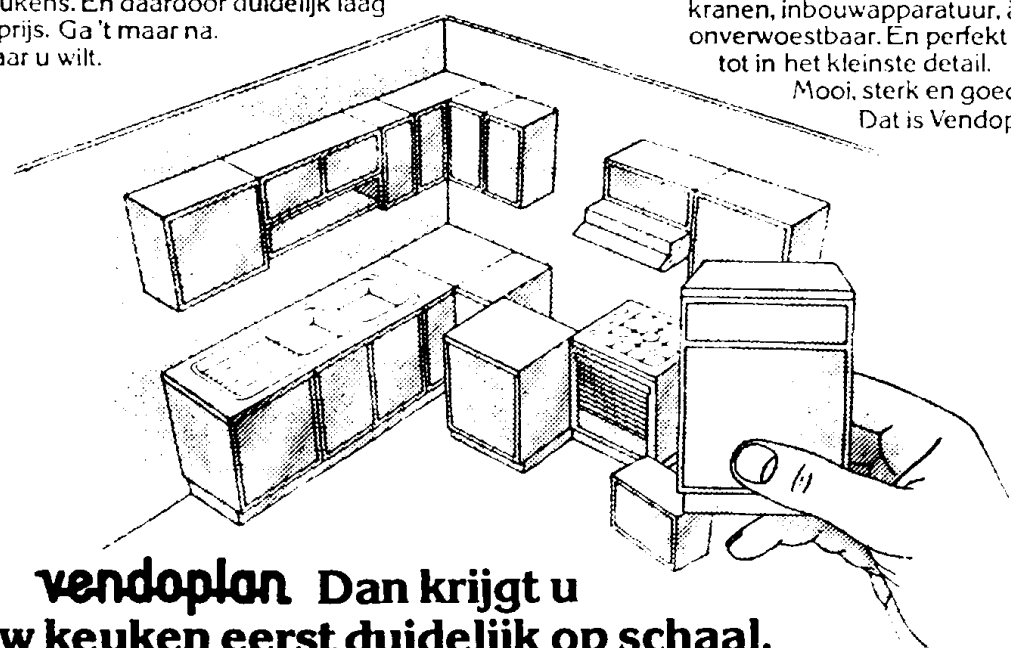 ukens. En daardoor duidelijk laag
prijs. Ga 't maar na.
ar u wilt.
kranen, inbouwapparatuur,
onverwoestbaar. En perfekt
tot in het kleinste detail.
Mooi, sterk en goed
Dat is Vendop
vendoplan Dan krijgt u
w keuken eerst duidelijk op schaal.